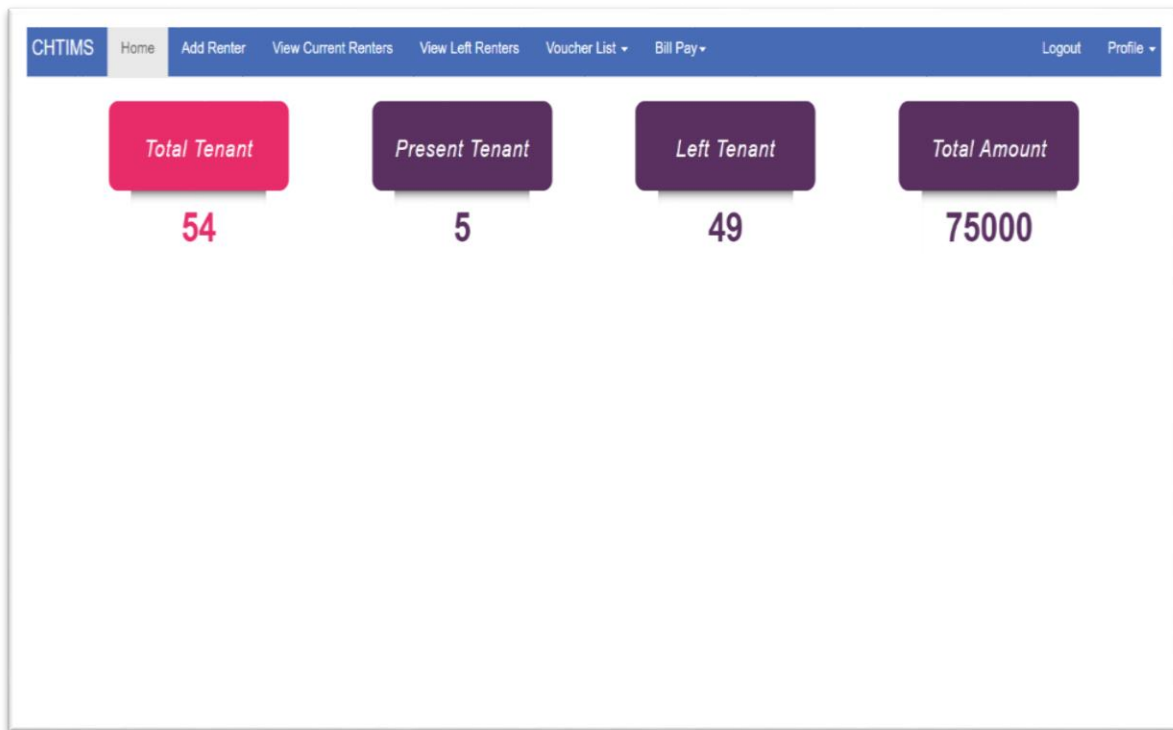 CHTIMS Home Add Renter View Current Renters View Left Renters Voucher List Bill Pay Logout Profile
Total Tenant Present Tenant Left Tenant Total Amount
54 5 49 75000